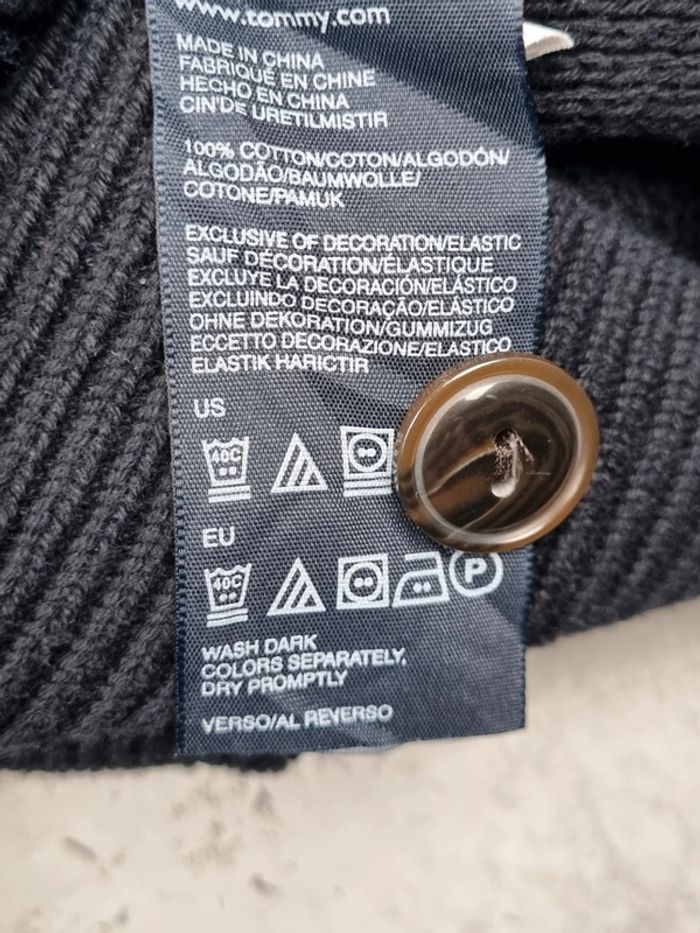 www.tommy.com
MADE IN CHINA
FABRIQUÉ EN CHINE
HECHO EN CHINA
CIN'DE URETILMISTIR
100% COTTON/COTON/ALGODÓN/
ALGODÃO/BAUMWOLLE/
COTONE/PAMUK
EXCLUSIVE OF DECORATION/ELASTIC
SAUF DÉCORATION/ÉLASTIQUE
EXCLUYE LA DECORACIÓN/ELÁSTICO
EXCLUINDO DECORAÇÃO/ELÁSTICO
OHNE DEKORATION/GUMMIZUG
ECCETTO DECORAZIONE/ELASTICO
ELASTIK HARICTIR
US
40C
EU
40C P
WASH DARK
COLORS SEPARATELY,
DRY PROMPTLY
VERSO/AL REVERSO